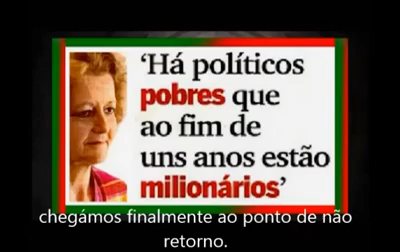 ‘Há políticos
pobres que
ao fim de
uns anos estão
milionários’
chegámos finalmente ao ponto de não
retorno.